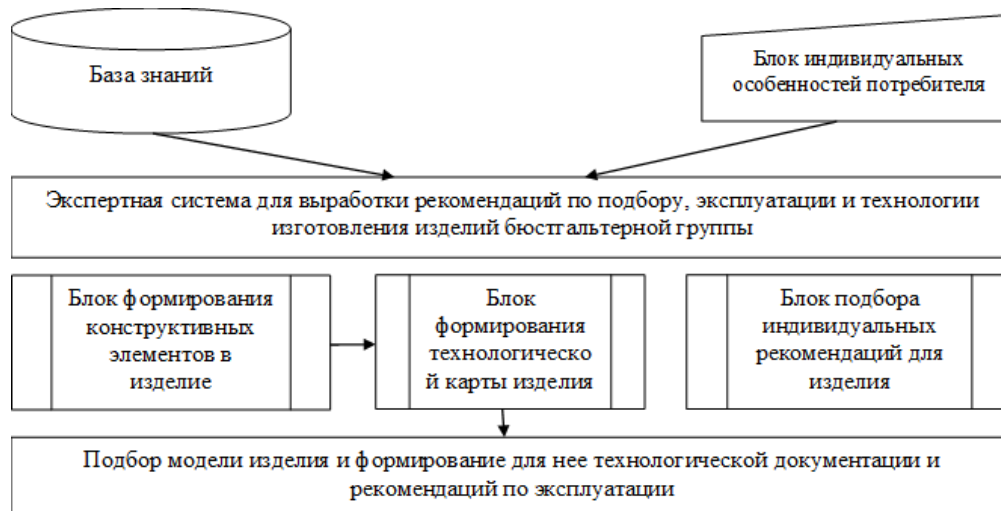 База знаний
Блок индивидуальных
особенностей потребителя
Экспертная система для выработки рекомендаций по подбору, эксплуатации и технологии
изготовления изделий бюстгальтерной группы
Блок формирования
конструктивных
элементов в
изделие
Блок
формирования
технологическо
й карты изделия
Блок подбора
индивидуальных
рекомендаций для
изделия
Подбор модели изделия и формирование для нее технологической документации и
рекомендаций по эксплуатации